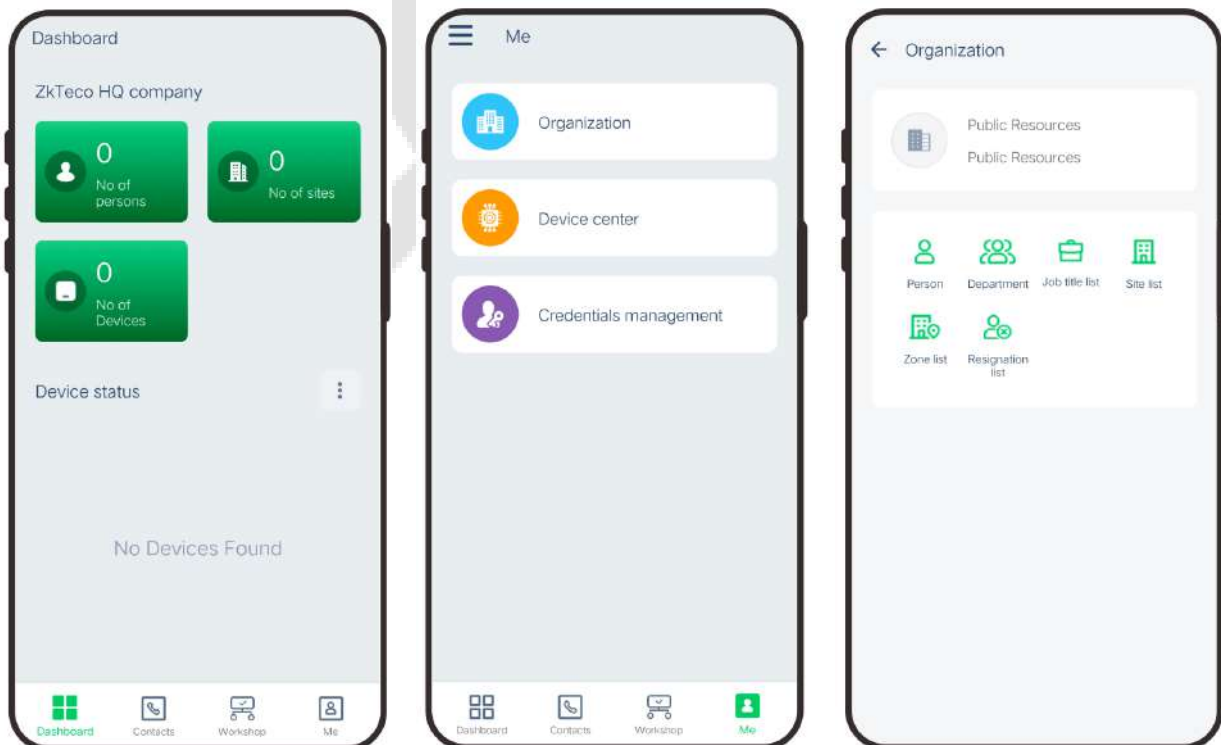 Dashboard
ZkTeco HQ company
0
No of
persons
0
No of sites
0
No of
Devices
Device status
No Devices Found
Dashboard
Contacts
Workshop
Me
Me
Organization
Device center
Credentials management
Dashboard
Contacts
Workshop
Me
Organization
Public Resources
Public Resources
Person
Department
Job title list
Site list
Zone list
Resignation
list